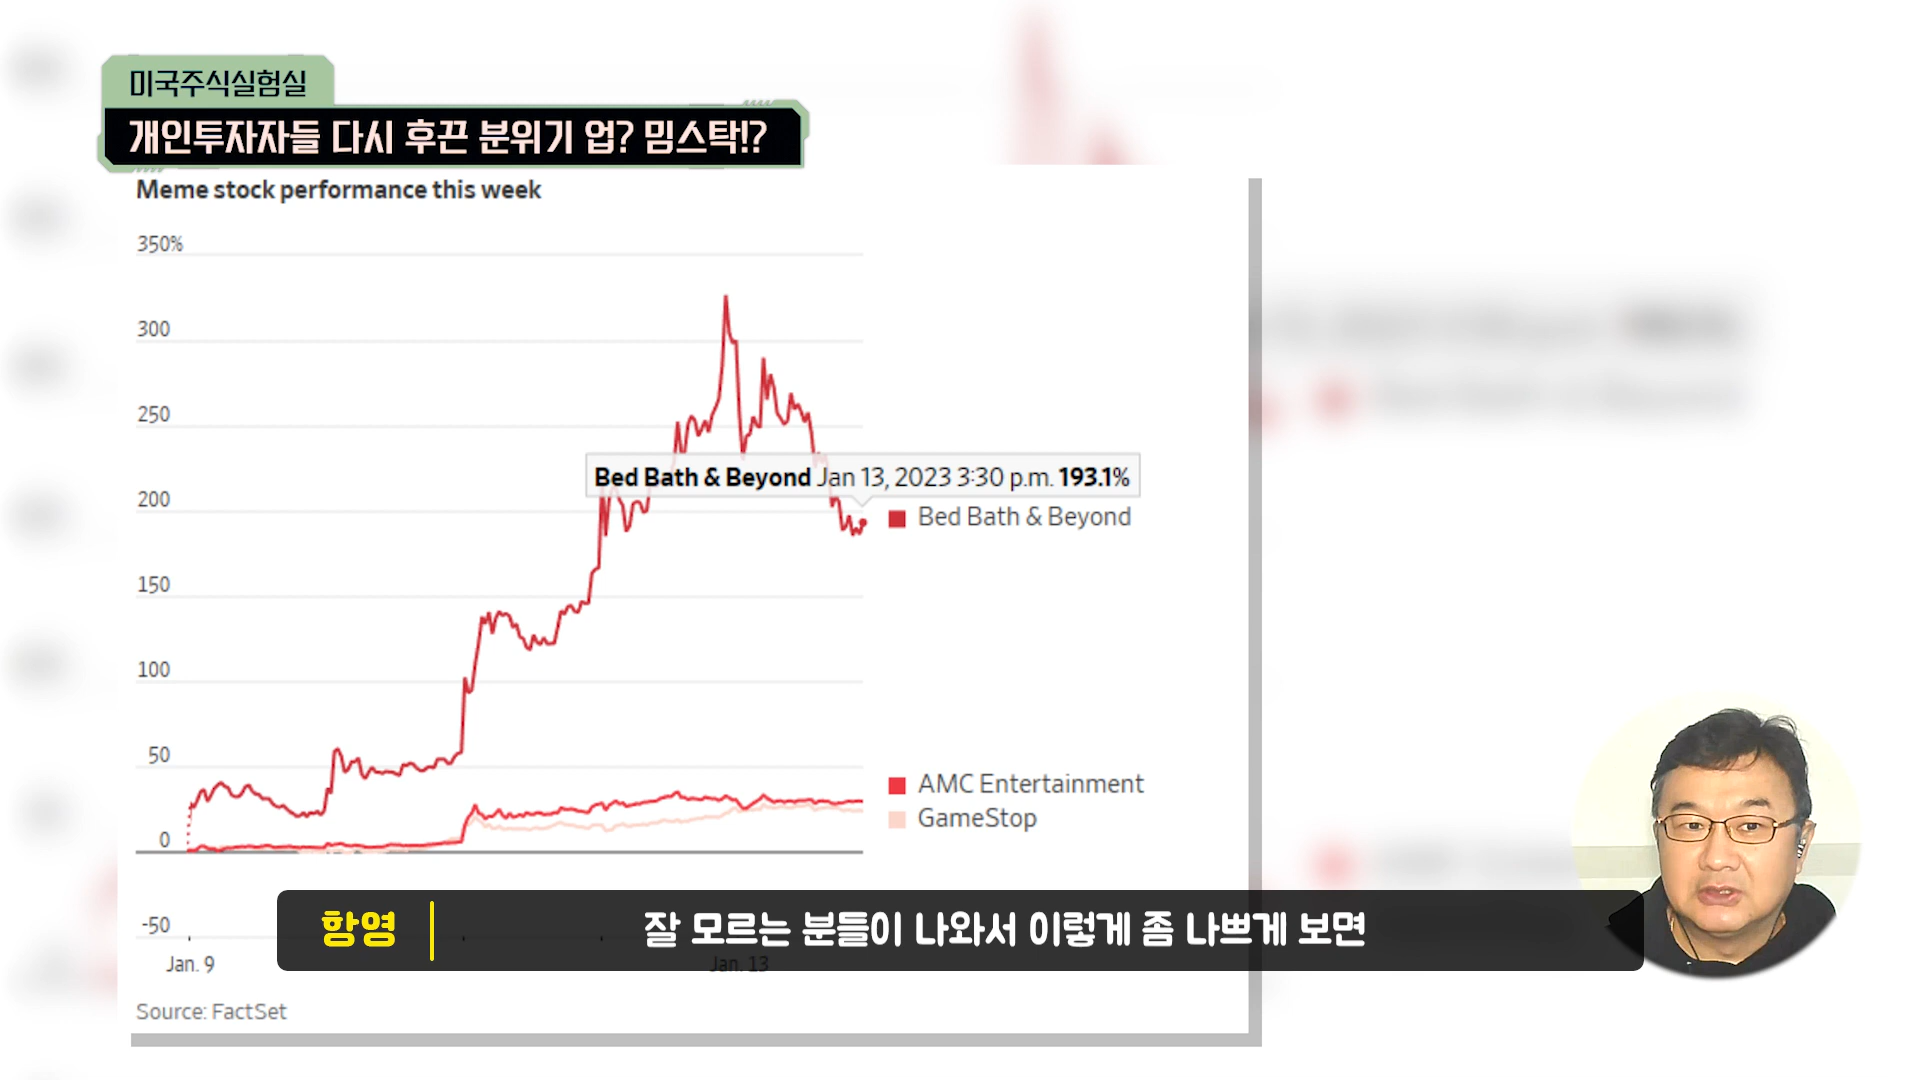 미국주식실험실
개인투자자들 다시 후끈 분위기 업? 밈스탁!?
Meme stock performance this week
350%
300
250
200
150
100
50
0
-50
Bed Bath & Beyond Jan 13, 2023 3:30 p.m. 193.1%
Bed Bath & Beyond
AMC Entertainment
GameStop
Jan. 9
Jan. 13
Source: FactSet
항영
잘 모르는 분들이 나와서 이렇게 좀 나쁘게 보면